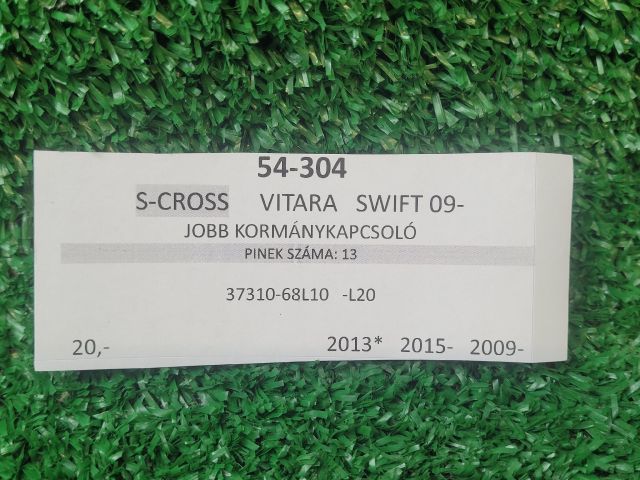 54-304
S-CROSS VITARA SWIFT 09-
JOBB KORMÁNYKAPCSOLÓ
PINEK SZÁMA: 13
37310-68L10 -L20
20,- 2013* 2015- 2009-